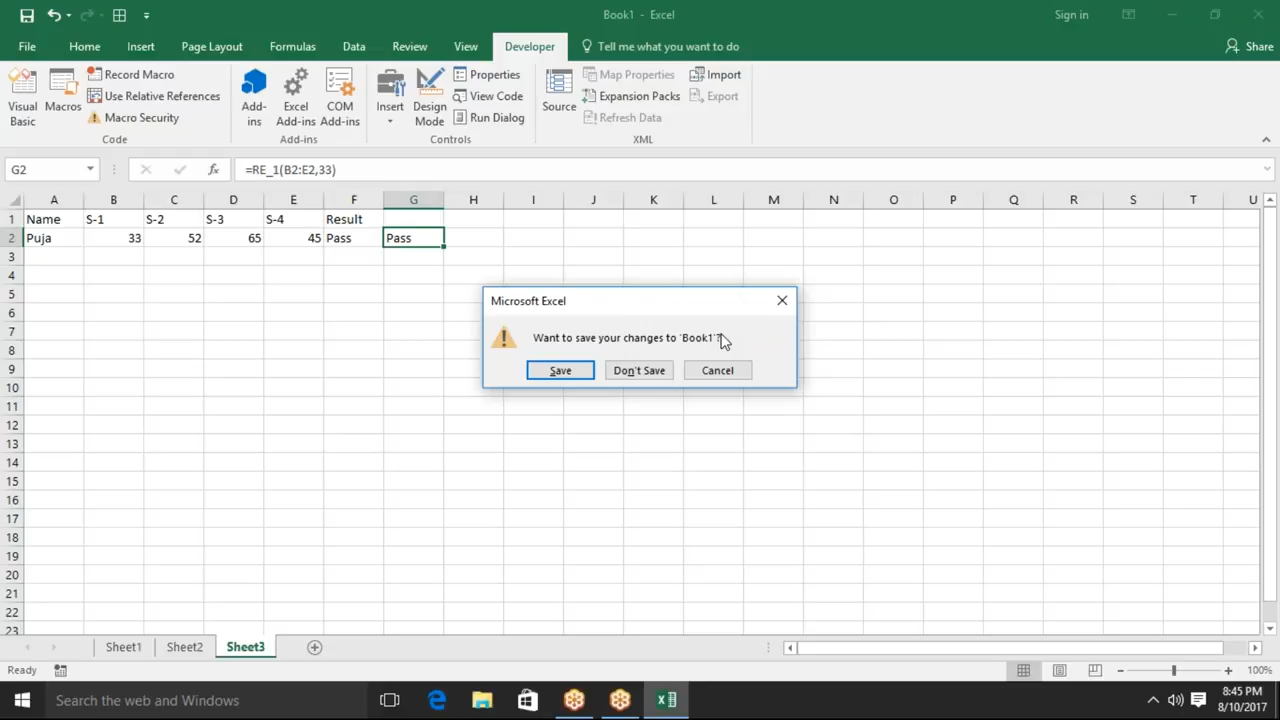 Book1 - Excel
Sign in
File Home Insert Page Layout Formulas Data Review View Developer Tell me what you want to do Share
Visual Basic
Macros
Record Macro
Use Relative References
Macro Security
Code
Add-ins
Excel Add-ins
COM Add-ins
Add-ins
Insert
Design Mode
Properties
View Code
Run Dialog
Controls
Source
Map Properties
Expansion Packs
Refresh Data
Import
Export
XML
G2 fx =RE_1(B2:E2,33)
A B C D E F G H I J K L M N O P Q R S T U
1 Name S-1 S-2 S-3 S-4 Result
2 Puja 33 52 65 45 Pass Pass
3
4
5
6
7
8
9
10
11
12
13
14
15
16
17
18
19
20
21
22
23
Microsoft Excel
Want to save your changes to 'Book1'?
Save Don't Save Cancel
Sheet1 Sheet2 Sheet3
Ready 100%
Search the web and Windows
8:45 PM
8/10/2017